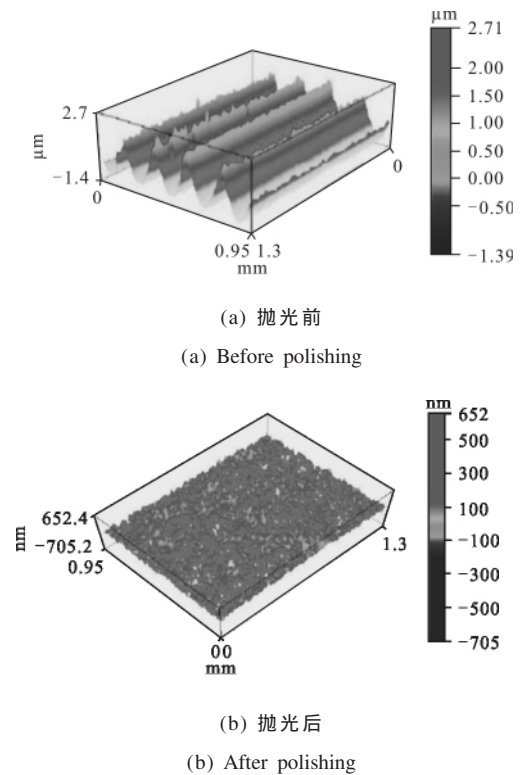 μm
2.71
2.00
1.50
1.00
0.50
0.00
−0.50
−1.39
2.7
μm
−1.4
0
0
0.95 1.3
mm
(a) 抛光前
(a) Before polishing
nm
652
500
300
100
−100
−300
−500
−705
652.4
nm
−705.2
0.95
1.3
00
mm
(b) 抛光后
(b) After polishing